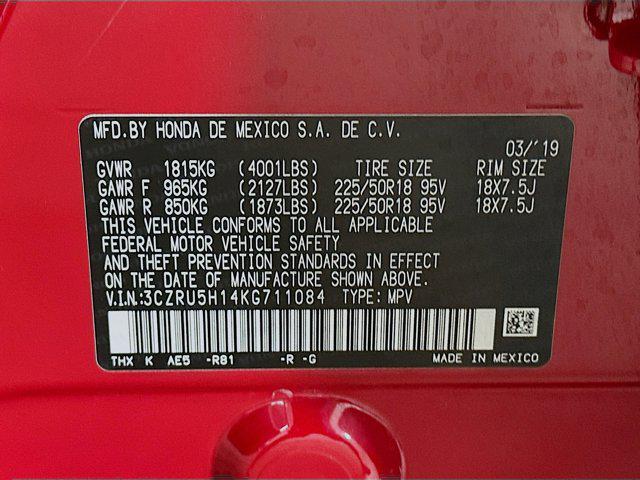 MFD.BY HONDA DE MEXICO S.A. DE C.V.
03/'19
GVWR 1815KG (4001LBS) TIRE SIZE RIM SIZE
GAWR F 965KG (2127LBS) 225/50R18 95V 18X7.5J
GAWR R 850KG (1873LBS) 225/50R18 95V 18X7.5J
THIS VEHICLE CONFORMS TO ALL APPLICABLE
FEDERAL MOTOR VEHICLE SAFETY
AND THEFT PREVENTION STANDARDS IN EFFECT
ON THE DATE OF MANUFACTURE SHOWN ABOVE.
V.I.N.:3CZRU5H14KG711084 TYPE: MPV
THX K AE5 -R81 -R -G MADE IN MEXICO